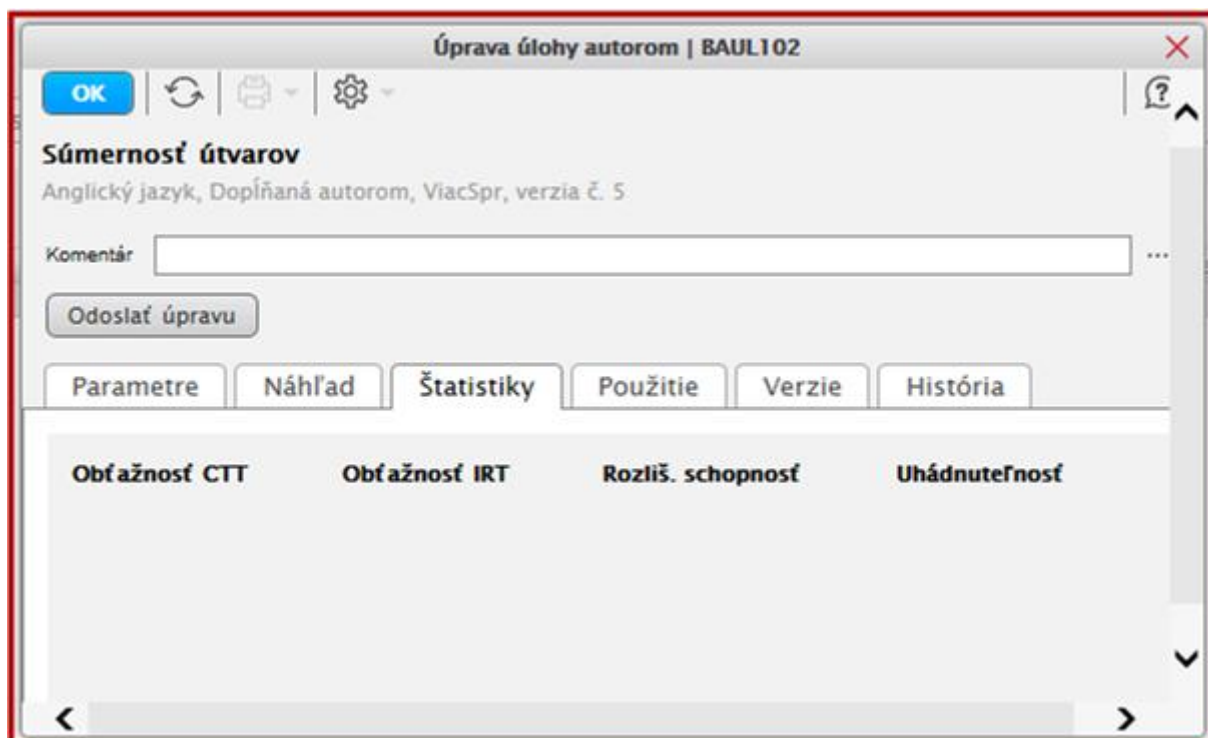 Úprava úlohy autorom | BAUL102
OK
Súmernosť útvarov
Anglický jazyk, Dopĺňaná autorom, ViacSpr, verzia č. 5
Komentár ...
Odoslať úpravu
Parametre Náhľad Štatistiky Použitie Verzie História
Obťažnosť CTT Obťažnosť IRT Rozliš. schopnosť Uhádnuteľnosť